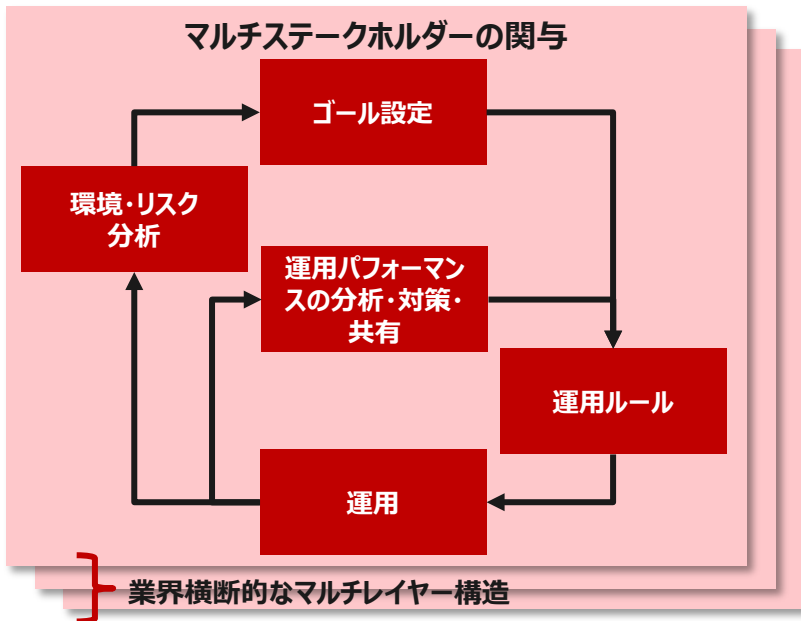 マルチステークホルダーの関与
ゴール設定
環境・リスク
分析
運用パフォーマン
スの分析・対策・
共有
運用ルール
運用
業界横断的なマルチレイヤー構造